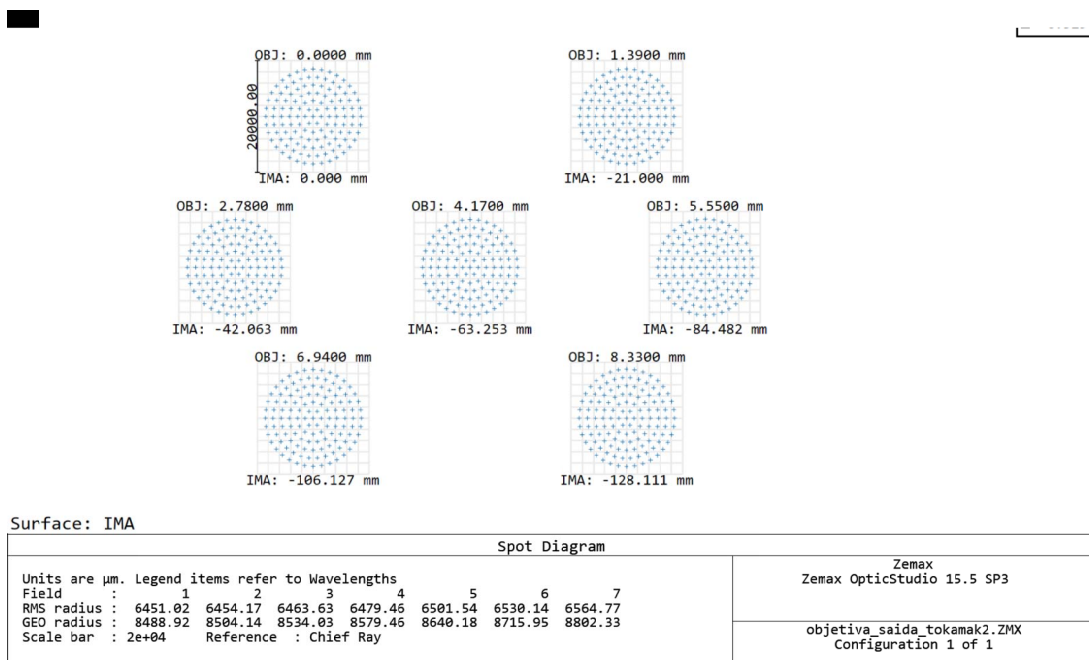 OBJ: 0.0000 mm
OBJ: 1.3900 mm
20000.00
IMA: 0.000 mm
IMA: -21.000 mm
OBJ: 2.7800 mm
OBJ: 4.1700 mm
OBJ: 5.5500 mm
IMA: -42.063 mm
IMA: -63.253 mm
IMA: -84.482 mm
OBJ: 6.9400 mm
OBJ: 8.3300 mm
IMA: -106.127 mm
IMA: -128.111 mm
Surface: IMA
Spot Diagram
Units are µm. Legend items refer to Wavelengths
Field : 1 2 3 4 5 6 7
RMS radius : 6451.02 6454.17 6463.63 6479.46 6501.54 6530.14 6564.77
GEO radius : 8488.92 8504.14 8534.03 8579.46 8640.18 8715.95 8802.33
Scale bar : 2e+04 Reference : Chief Ray
Zemax
Zemax OpticStudio 15.5 SP3
objetiva_saida_tokamak2.ZMX
Configuration 1 of 1